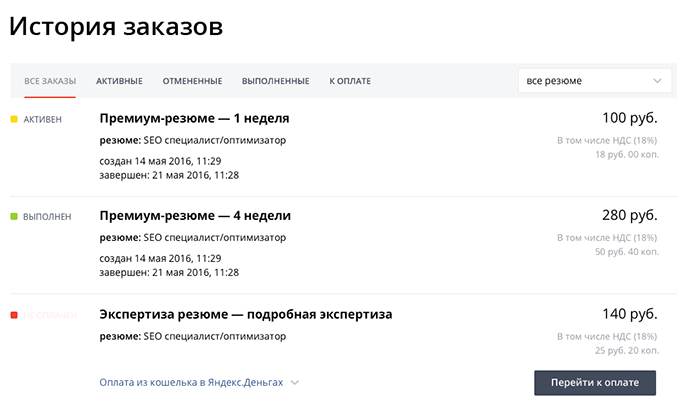 История заказов
ВСЕ ЗАКАЗЫ АКТИВНЫЕ ОТМЕНЕННЫЕ ВЫПОЛНЕННЫЕ К ОПЛАТЕ все резюме
АКТИВЕН Премиум-резюме — 1 неделя 100 руб.
резюме: SEO специалист/оптимизатор В том числе НДС (18%)
18 руб. 00 коп.
создан 14 мая 2016, 11:29
завершен: 21 мая 2016, 11:28
ВЫПОЛНЕН Премиум-резюме — 4 недели 280 руб.
резюме: SEO специалист/оптимизатор В том числе НДС (18%)
50 руб. 40 коп.
создан 14 мая 2016, 11:29
завершен: 21 мая 2016, 11:28
НЕ ОПЛАЧЕН Экспертиза резюме — подробная экспертиза 140 руб.
резюме: SEO специалист/оптимизатор В том числе НДС (18%)
25 руб. 20 коп.
Оплата из кошелька в Яндекс.Деньгах Перейти к оплате